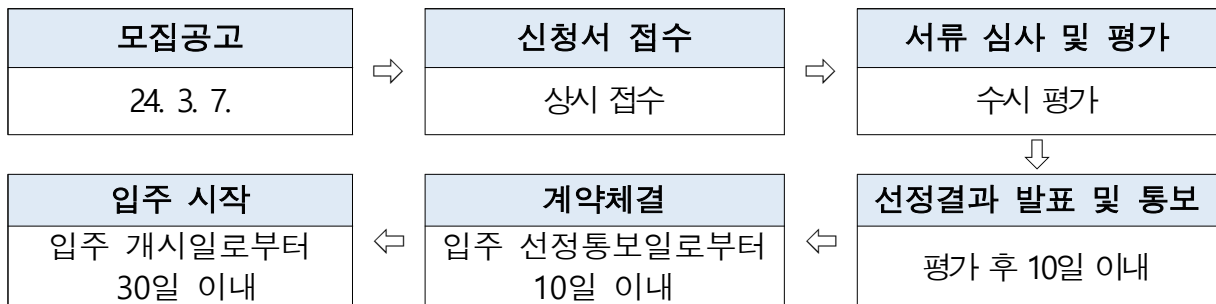 모집공고
24. 3. 7.
신청서 접수
상시 접수
서류 심사 및 평가
수시 평가
선정결과 발표 및 통보
평가 후 10일 이내
계약체결
입주 선정통보일로부터
10일 이내
입주 시작
입주 개시일로부터
30일 이내